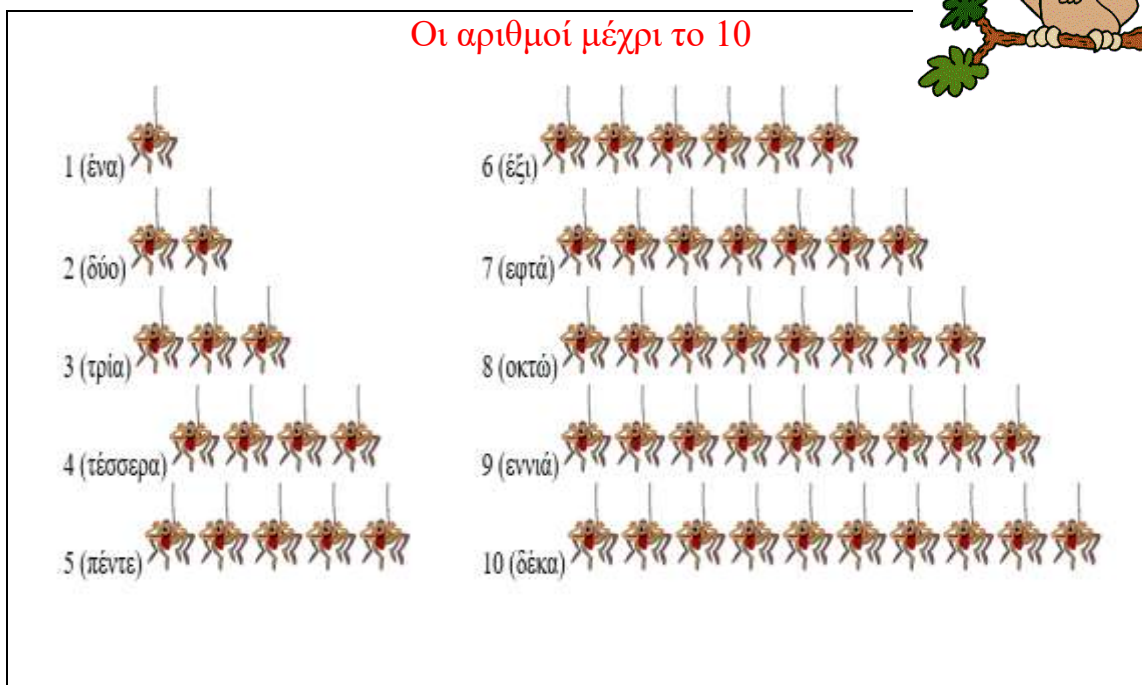 Οι αριθμοί μέχρι το 10
1 (ένα)
2 (δύο)
3 (τρία)
4 (τέσσερα)
5 (πέντε)
6 (έξι)
7 (εφτά)
8 (οκτώ)
9 (εννιά)
10 (δέκα)